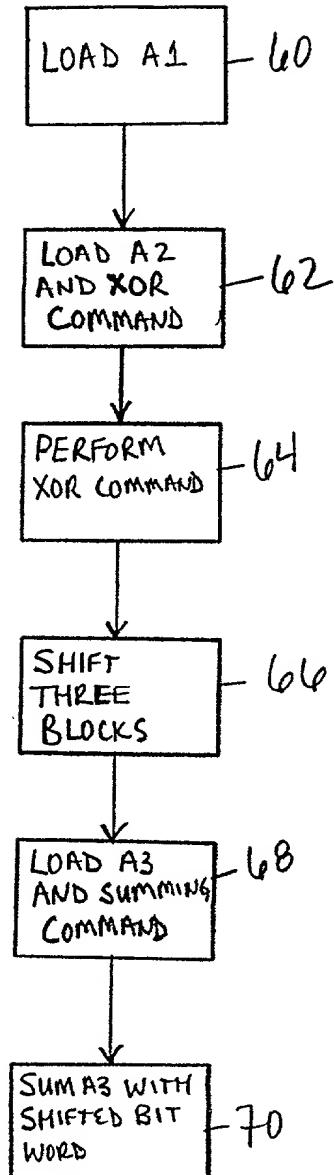 LOAD A1
60
LOAD A2
AND XOR
COMMAND
62
PERFORM
XOR COMMAND
64
SHIFT
THREE
BLOCKS
66
LOAD A3
AND SUMMING
COMMAND
68
SUM A3 WITH
SHIFTED BIT
WORD
70